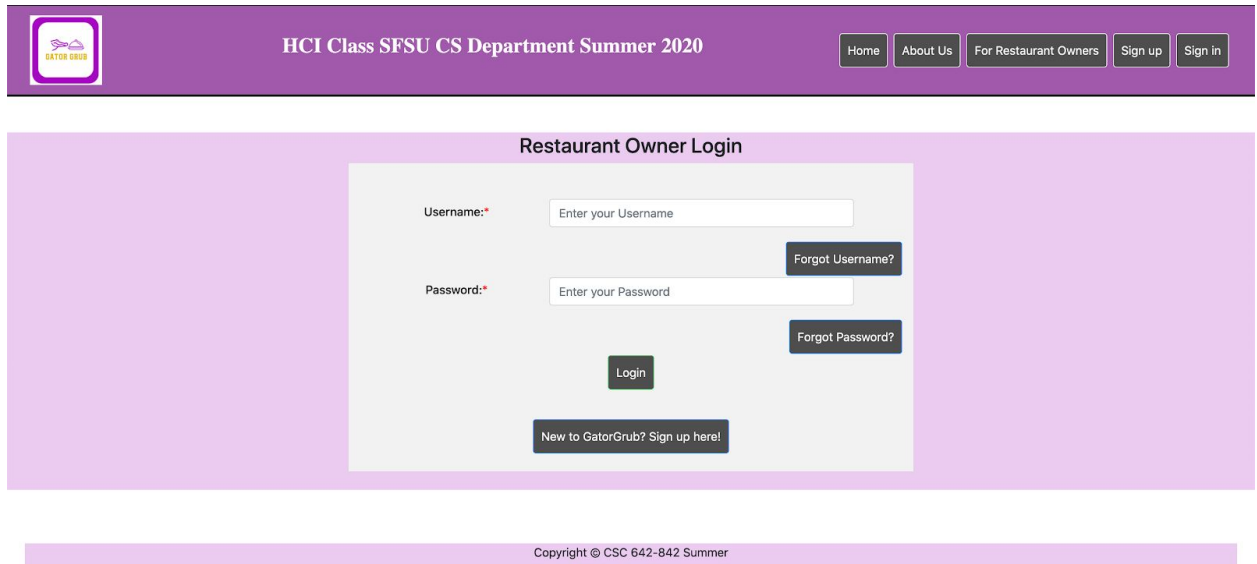 GATOR GRUB
HCI Class SFSU CS Department Summer 2020
Home
About Us
For Restaurant Owners
Sign up
Sign in
Restaurant Owner Login
Username:*
Enter your Username
Forgot Username?
Password:*
Enter your Password
Forgot Password?
Login
New to GatorGrub? Sign up here!
Copyright © CSC 642-842 Summer